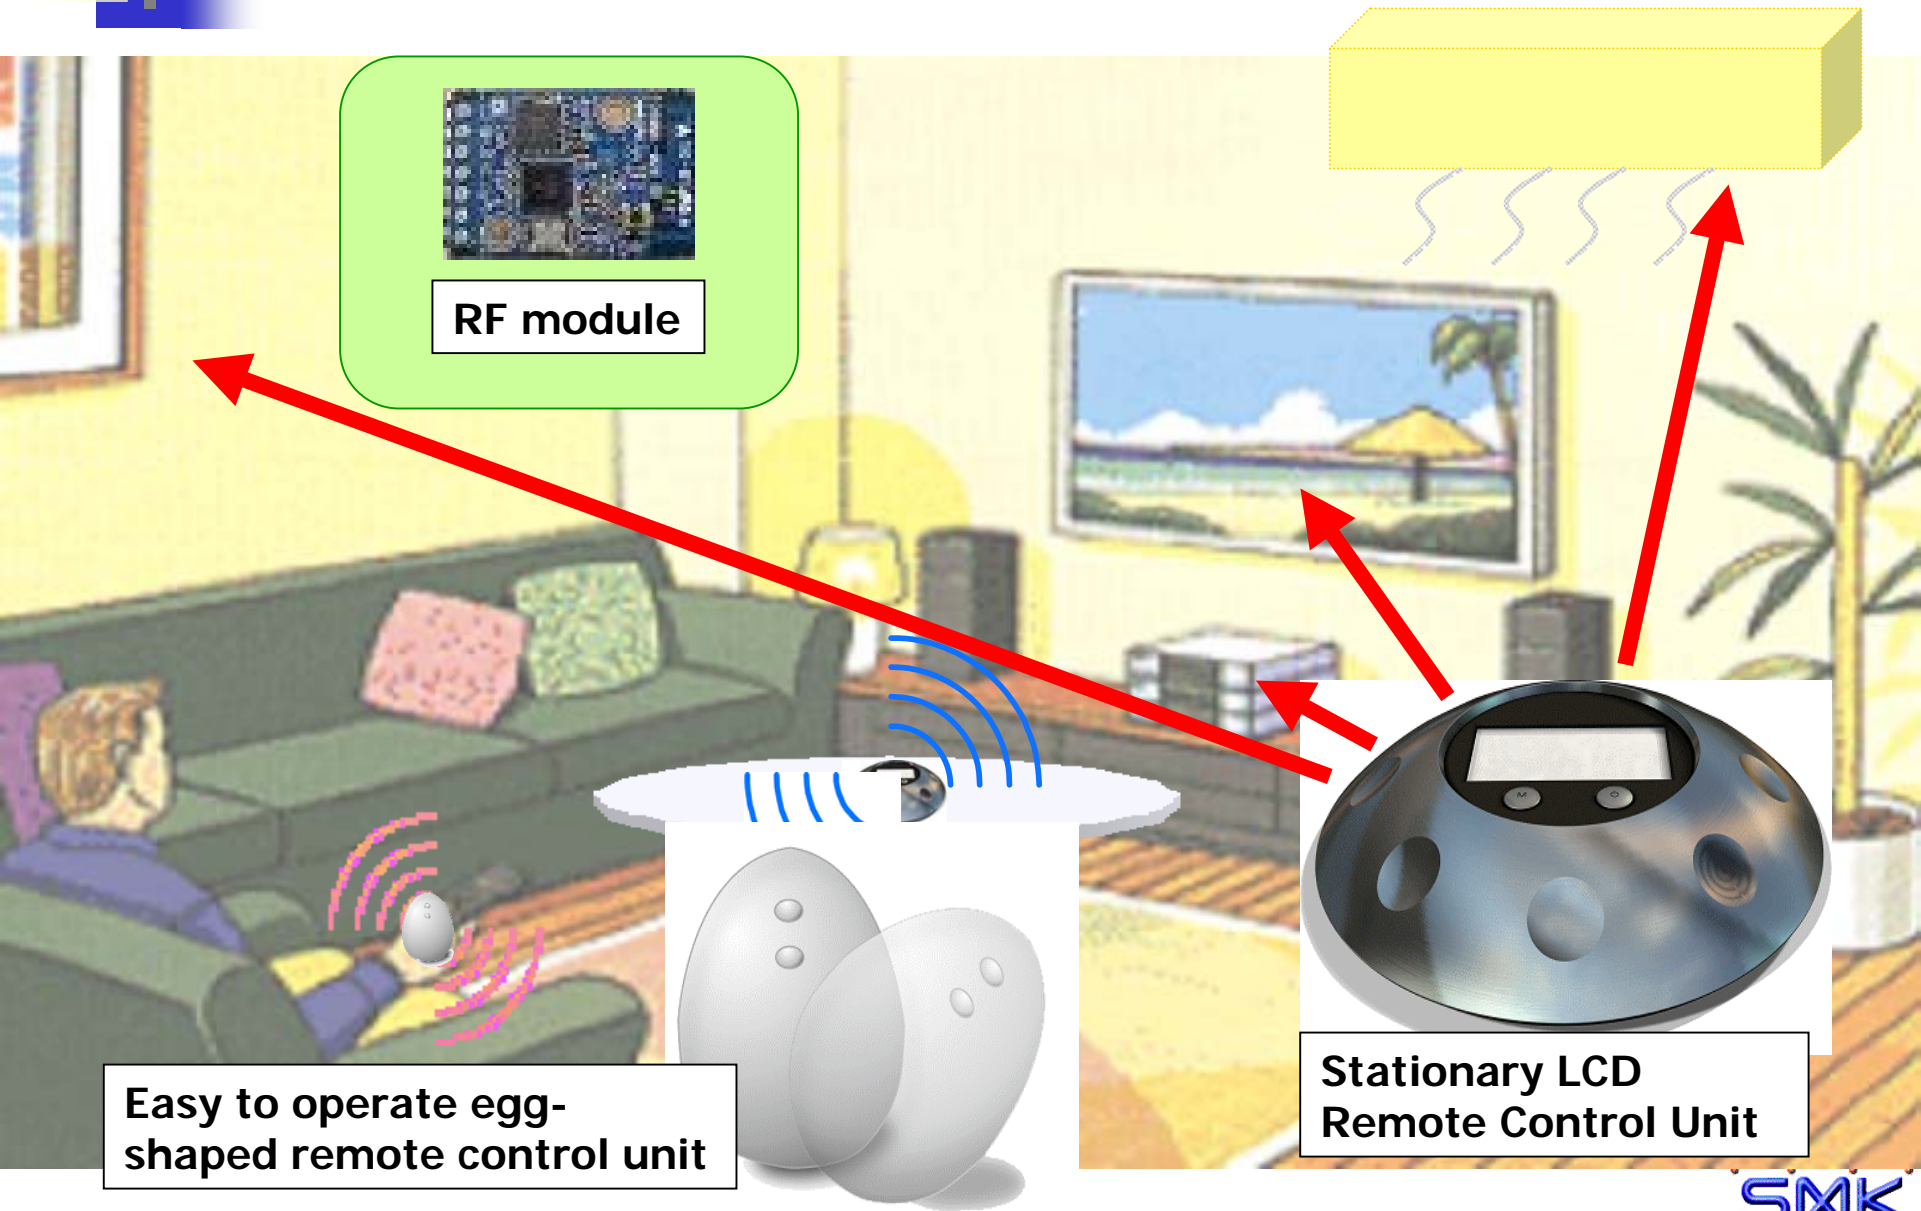 RF module
Easy to operate egg-
shaped remote control unit
Stationary LCD
Remote Control Unit
M
SMK